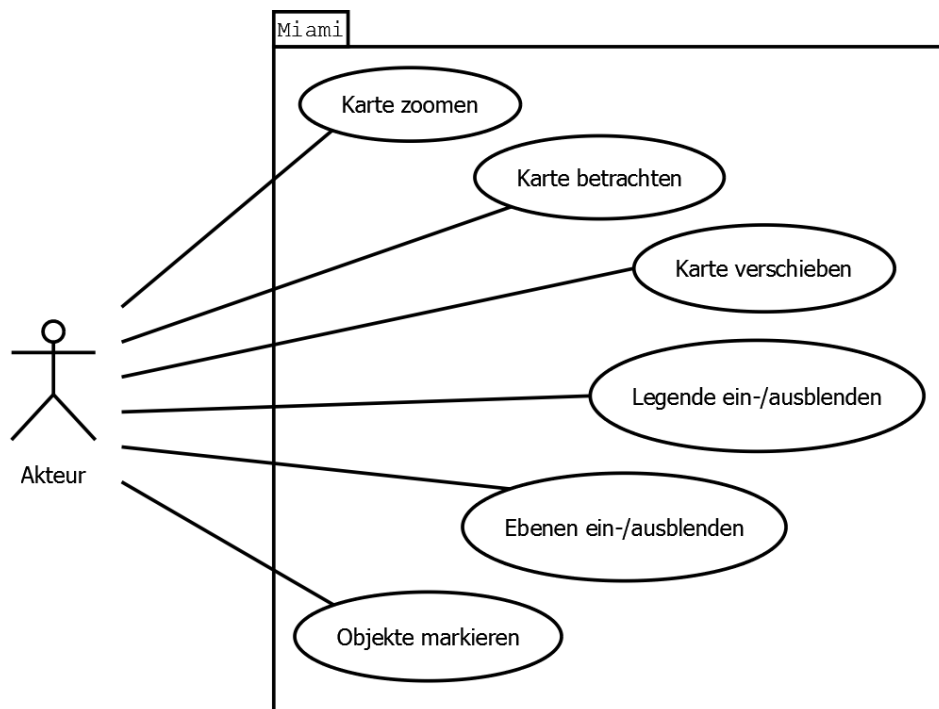 Miami
Karte zoomen
Karte betrachten
Karte verschieben
Legende ein-/ausblenden
Akteur
Ebenen ein-/ausblenden
Objekte markieren